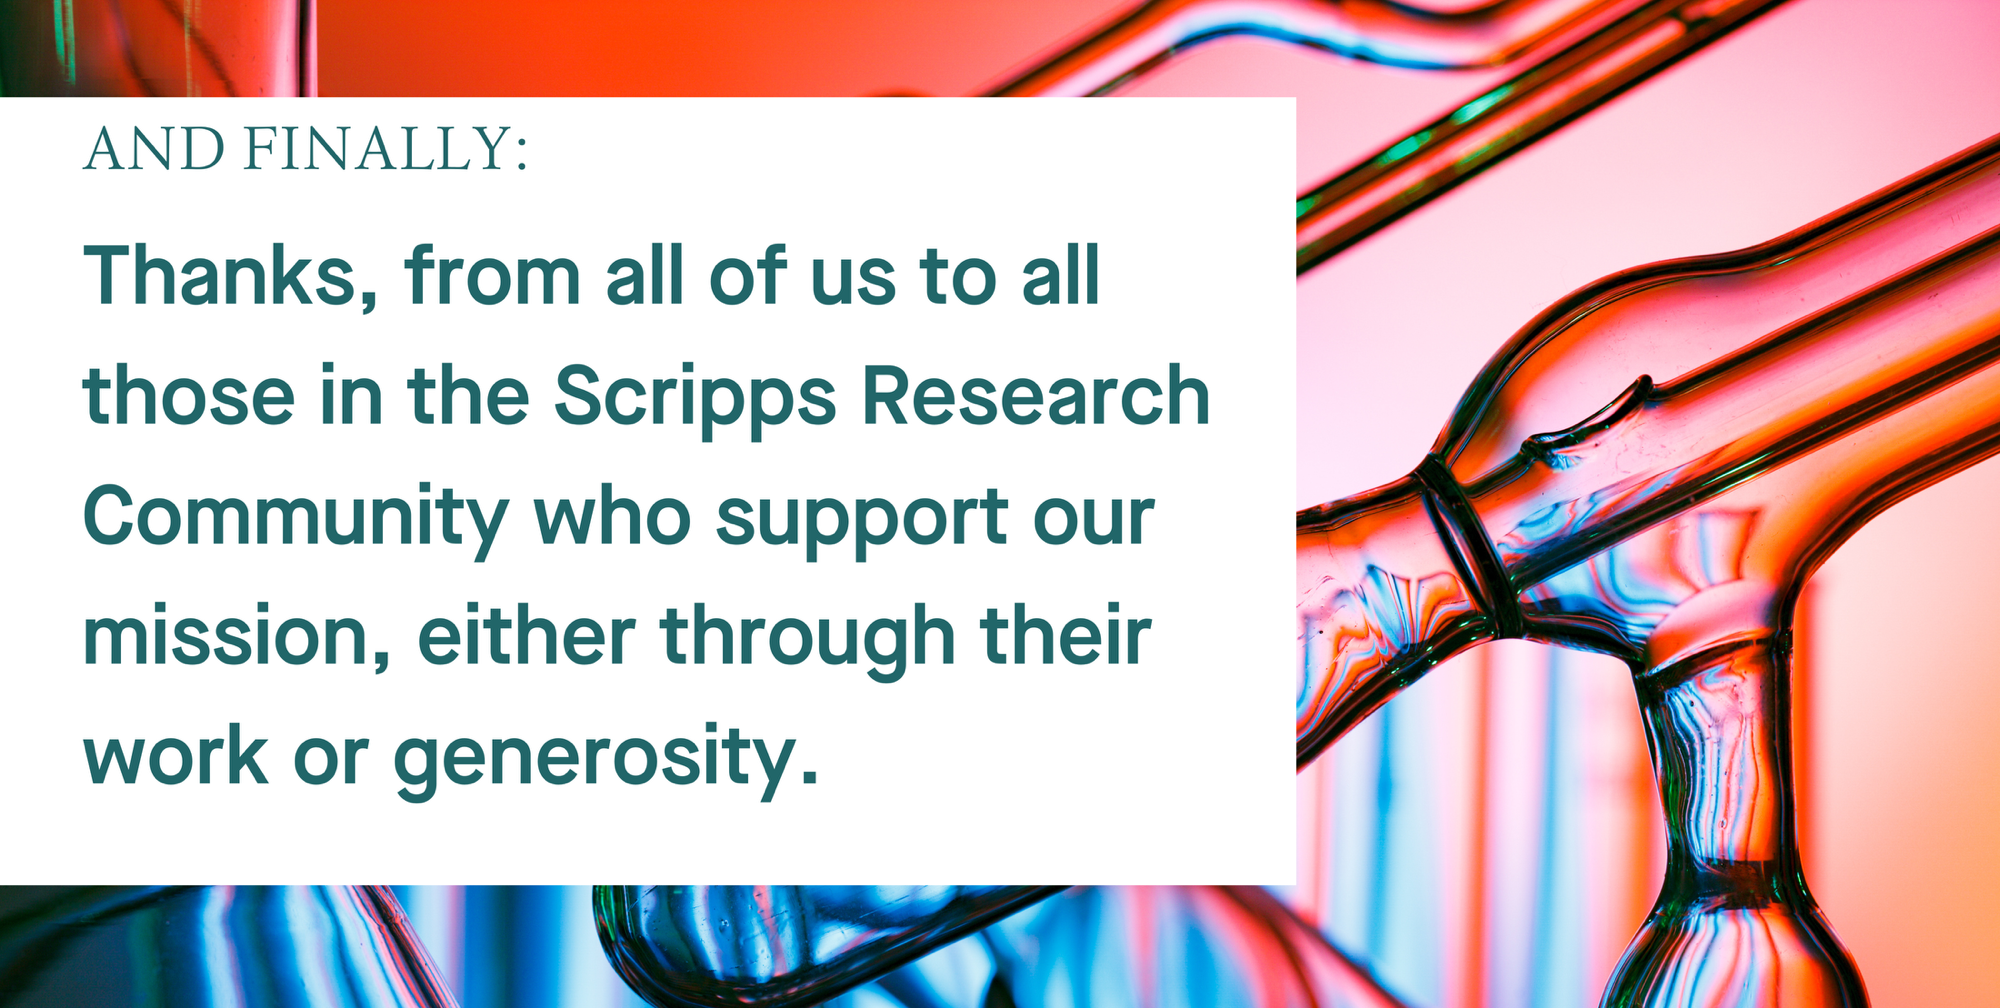 AND FINALLY:
Thanks, from all of us to all
those in the Scripps Research
Community who support our
mission, either through their
work or generosity.